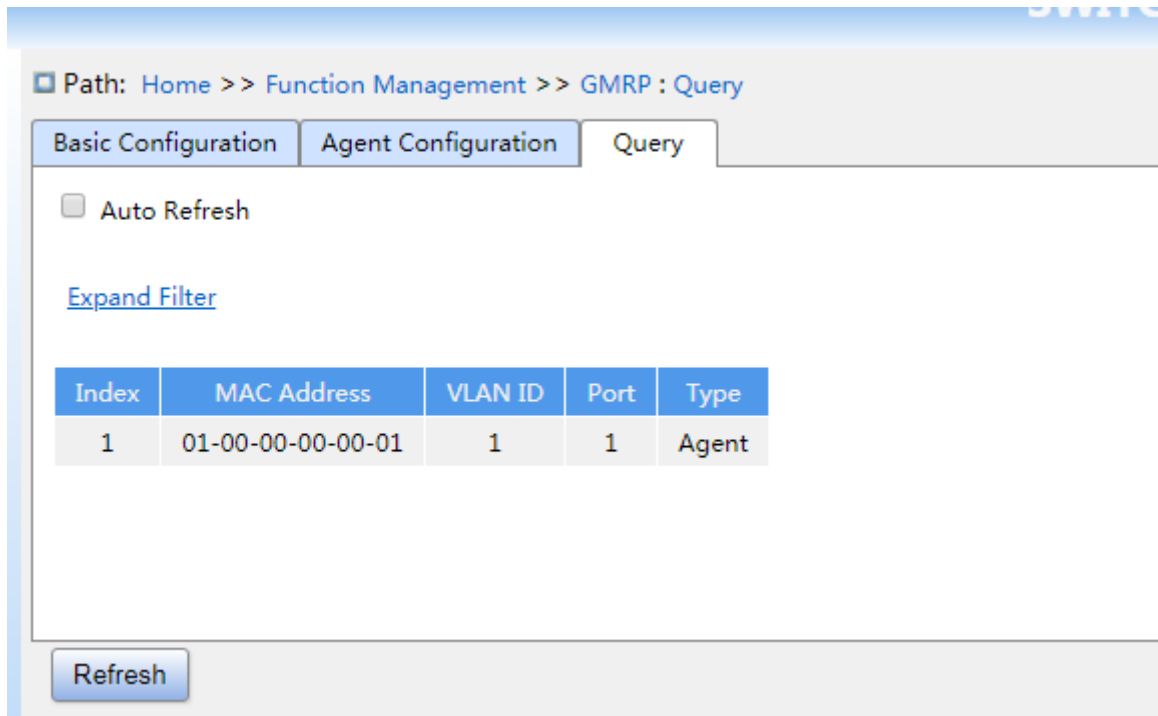 Path: Home >> Function Management >> GMRP : Query
Basic Configuration Agent Configuration Query
Auto Refresh
Expand Filter
Index MAC Address VLAN ID Port Type
1 01-00-00-00-00-01 1 1 Agent
Refresh